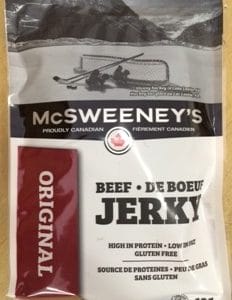 McSWEENEY'S
PROUDLY CANADIAN FIÈREMENT CANADIEN
ORIGINAL
BEEF • DE BOEUF
JERKY
HIGH IN PROTEIN • LOW IN FAT
GLUTEN FREE
SOURCE DE PROTEINES • PEU DE GRAS
SANS GLUTEN